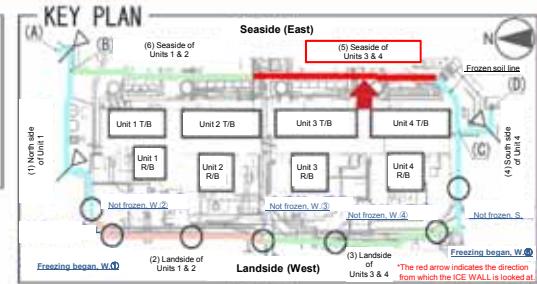 KEY PLAN
Seaside (East)
(A)
(B)
(6) Seaside of
Units 1 & 2
(5) Seaside of
Units 3 & 4
N
Frozen soil line
(D)
(1) North side
of Unit 1
Unit 1 T/B
Unit 2 T/B
Unit 3 T/B
Unit 4 T/B
(C)
(4) South side
of Unit 4
Unit 1
R/B
Unit 2
R/B
Unit 3
R/B
Unit 4
R/B
Not frozen, W.②
Not frozen, W.③
Not frozen, W.④
Not frozen, S.
Freezing began, W.①
(2) Landside of
Units 1 & 2
Landside (West)
(3) Landside
of
Units 3 & 4
Freezing began, W.
*The red arrow indicates the direction
from which the ICE WALL is looked at.